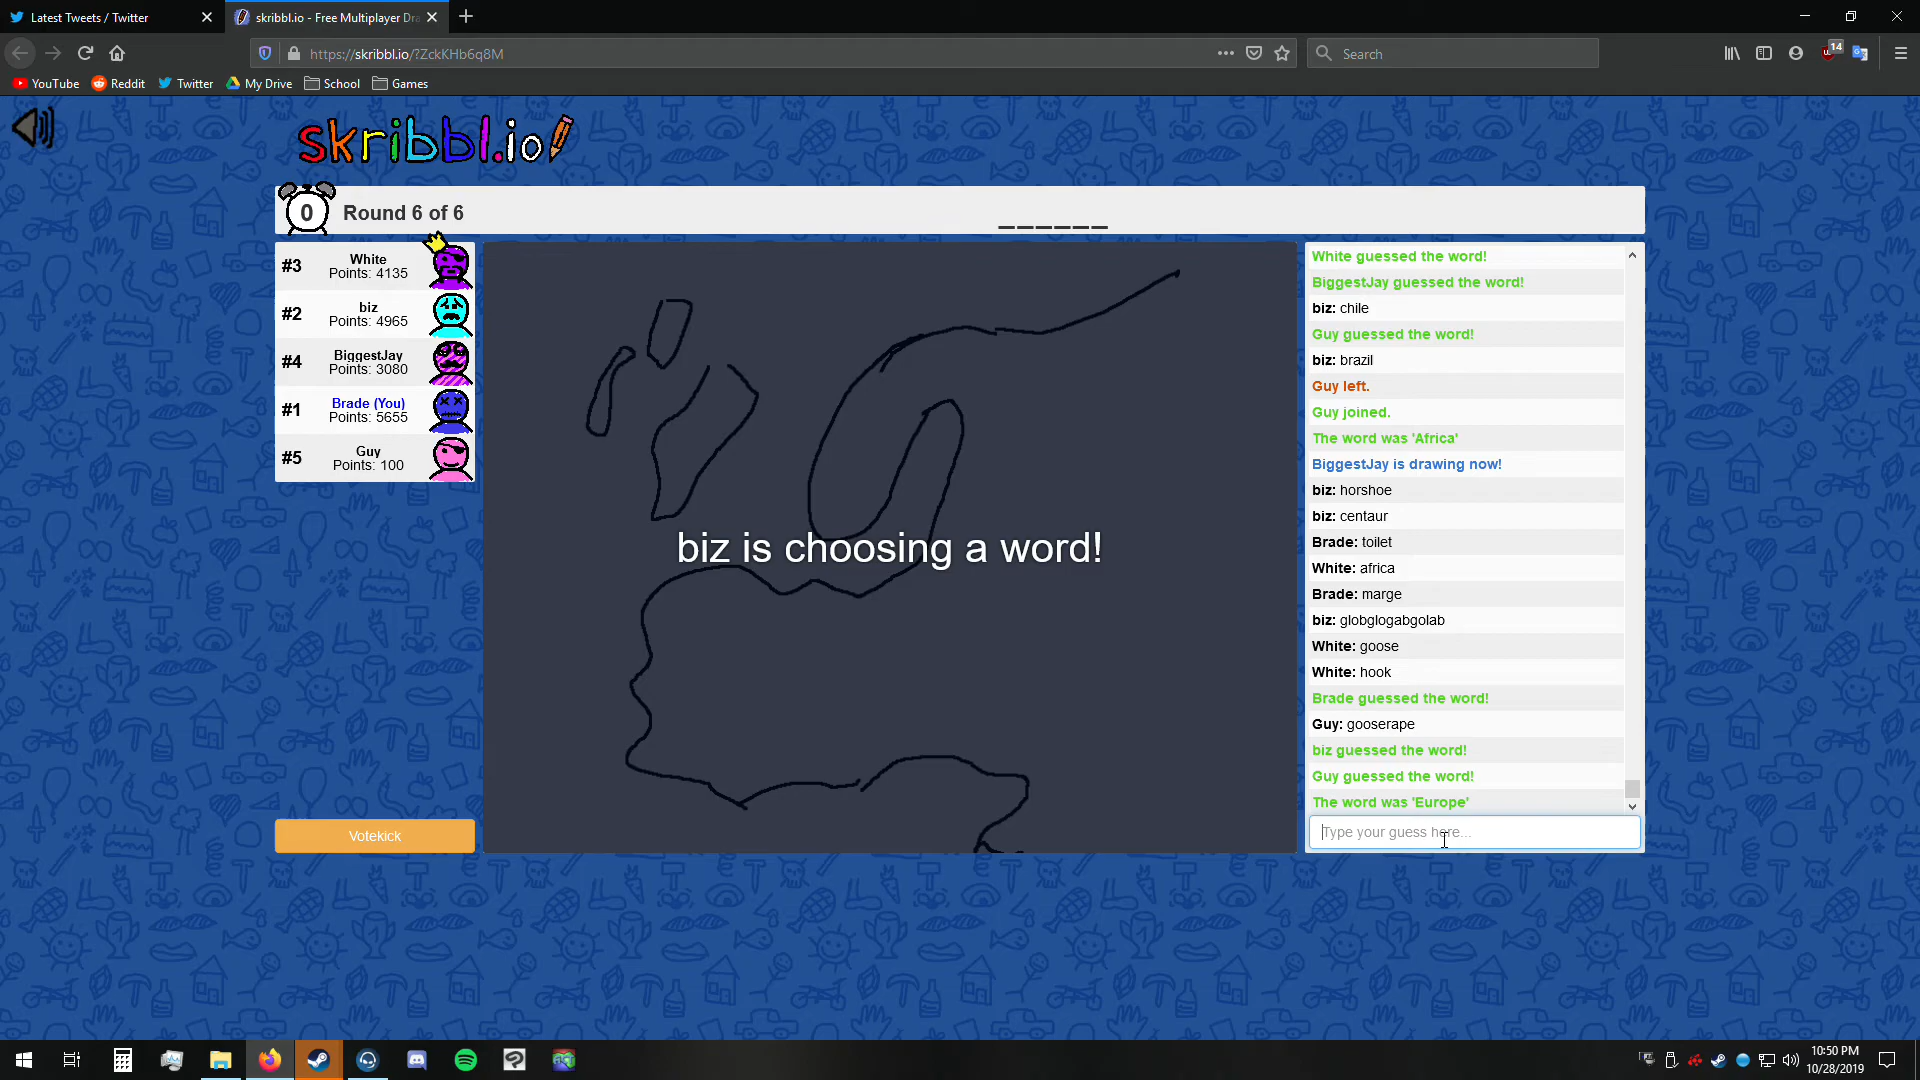 Latest Tweets / Twitter
skribbl.io - Free Multiplayer Dra
https://skribbl.io/?ZckKHb6q8M
Search
14
YouTube
Reddit
Twitter
My Drive
School
Games
skribbl.io
0
Round 6 of 6
______
#3
White
Points: 4135
#2
biz
Points: 4965
#4
BiggestJay
Points: 3080
#1
Brade (You)
Points: 5655
#5
Guy
Points: 100
Votekick
biz is choosing a word!
White guessed the word!
BiggestJay guessed the word!
biz: chile
Guy guessed the word!
biz: brazil
Guy left.
Guy joined.
The word was 'Africa'
BiggestJay is drawing now!
biz: horshoe
biz: centaur
Brade: toilet
White: africa
Brade: marge
biz: globglogabgolab
White: goose
White: hook
Brade guessed the word!
Guy: gooserape
biz guessed the word!
Guy guessed the word!
The word was 'Europe'
Type your guess here...
10:50 PM
10/28/2019